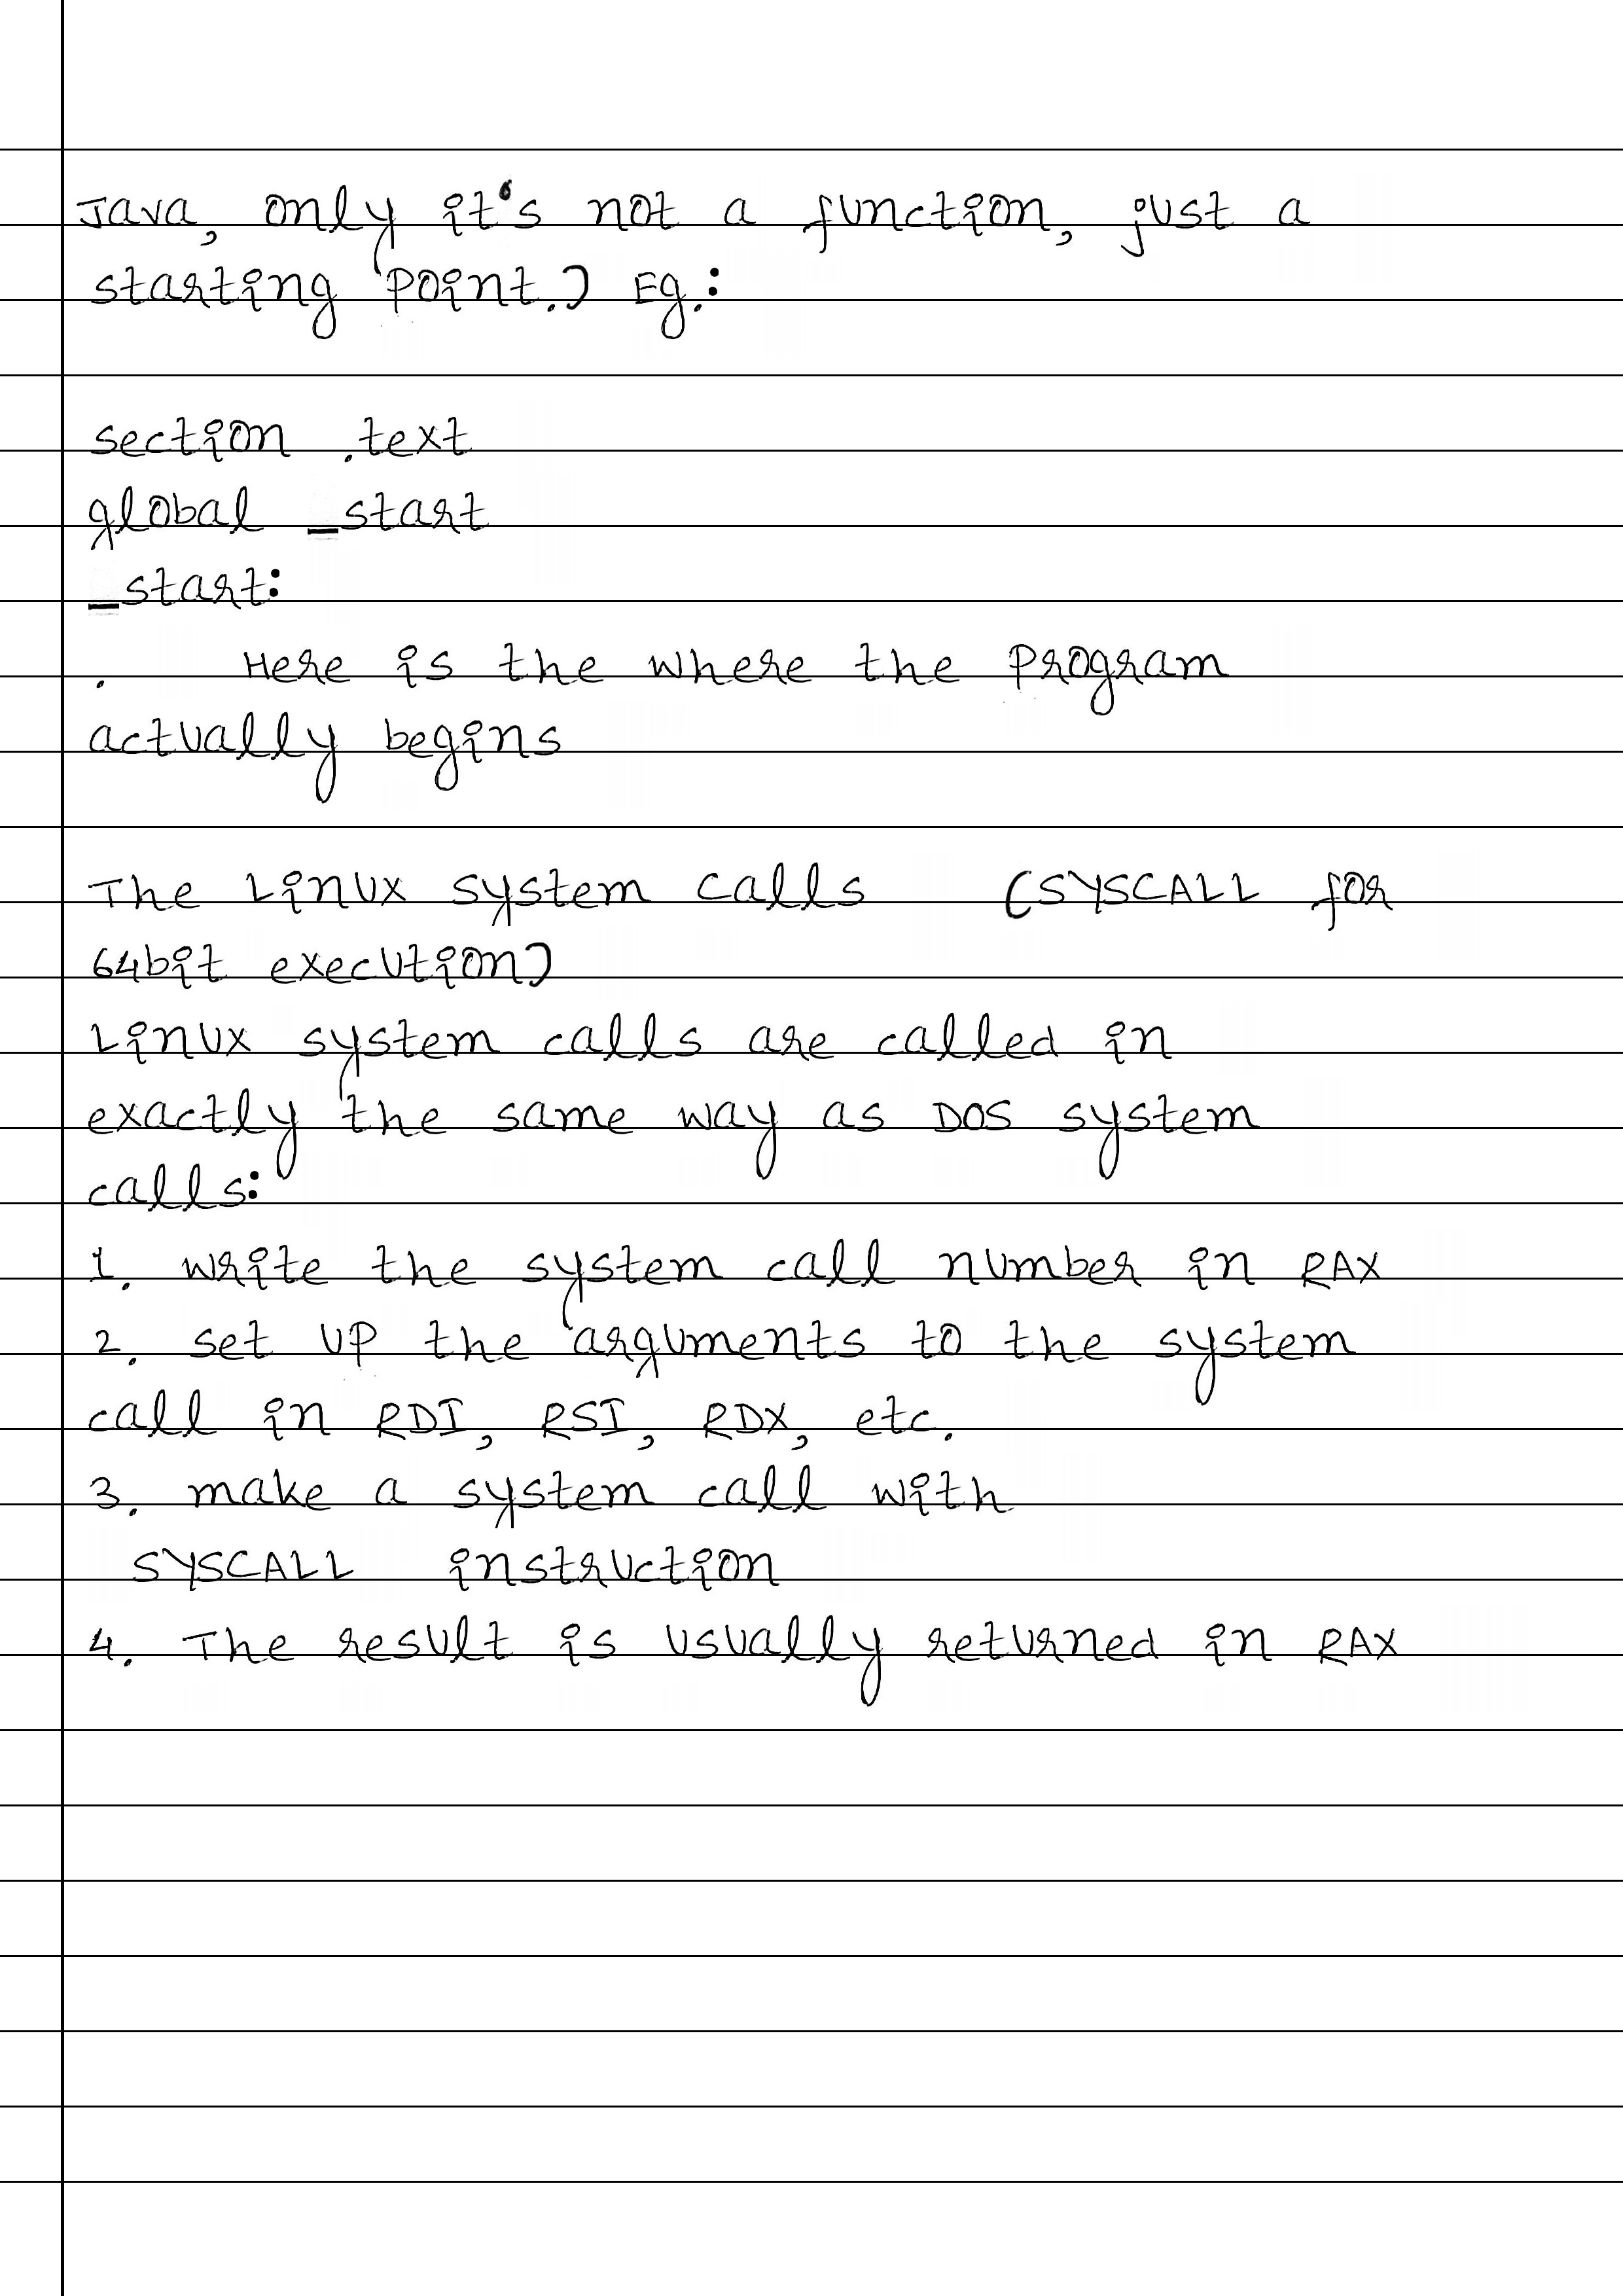 Java, only it's not a function, just a
starting point.) Eg.:
section .text
global _start
_start:
. Here is the where the program
actually begins
The Linux System Calls (SYSCALL for
64bit execution)
Linux system calls are called in
exactly the same way as DOS system
calls:
1. write the system call number in RAX
2. set up the arguments to the system
call in RDI, RSI, RDX, etc.
3. make a system call with
SYSCALL instruction
4. The result is usually returned in RAX